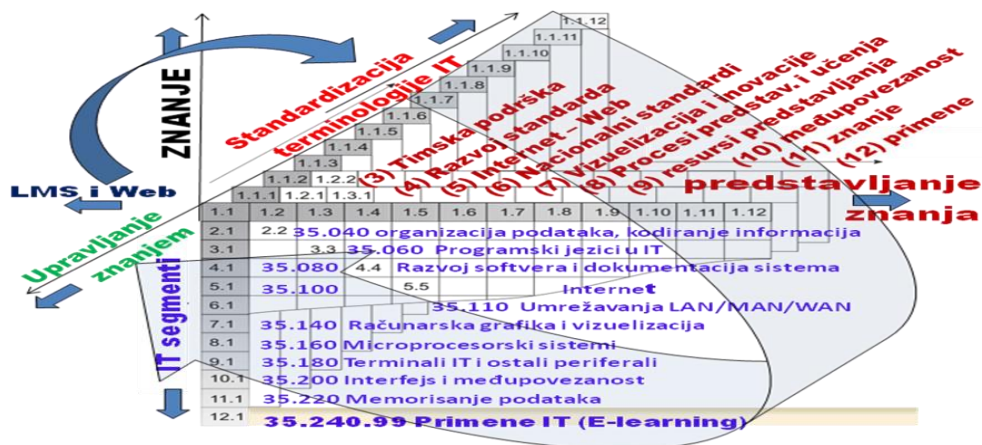 ZNANJE
Standardizacija
terminologije IT
LMS i Web
Upravljanje
znanjem
IT segmenti
1.1.12
1.1.11
1.1.10
1.1.9
1.1.8
1.1.7
1.1.6
1.1.5
1.1.4
1.1.3
1.1.2 1.2.2
1.1.1 1.2.1 1.3.1
(3) Timska podrška
(4) Razvoj standarda
(5) Internet – Web
(6) Nacionalni standardi
(7) Vizuelizacija i inovacije
(8) Procesi predstav. i učenja
(9) resursi predstavljanja
(10) međupovezanost
(11) znanje
(12) primene
predstavljanje
znanja
1.1 1.2 1.3 1.4 1.5 1.6 1.7 1.8 1.9 1.10 1.11 1.12
2.1 2.2 35.040 organizacija podataka, kodiranje informacija
3.1 3.3 35.060 Programski jezici u IT
4.1 35.080 4.4 Razvoj softvera i dokumentacija sistema
5.1 35.100 5.5 Internet
6.1 35.110 Umrežavanja LAN/MAN/WAN
7.1 35.140 Računarska grafika i vizuelizacija
8.1 35.160 Microprocesorski sistemi
9.1 35.180 Terminali IT i ostali periferali
10.1 35.200 Interfejs i međupovezanost
11.1 35.220 Memorisanje podataka
12.1 35.240.99 Primene IT (E-learning)